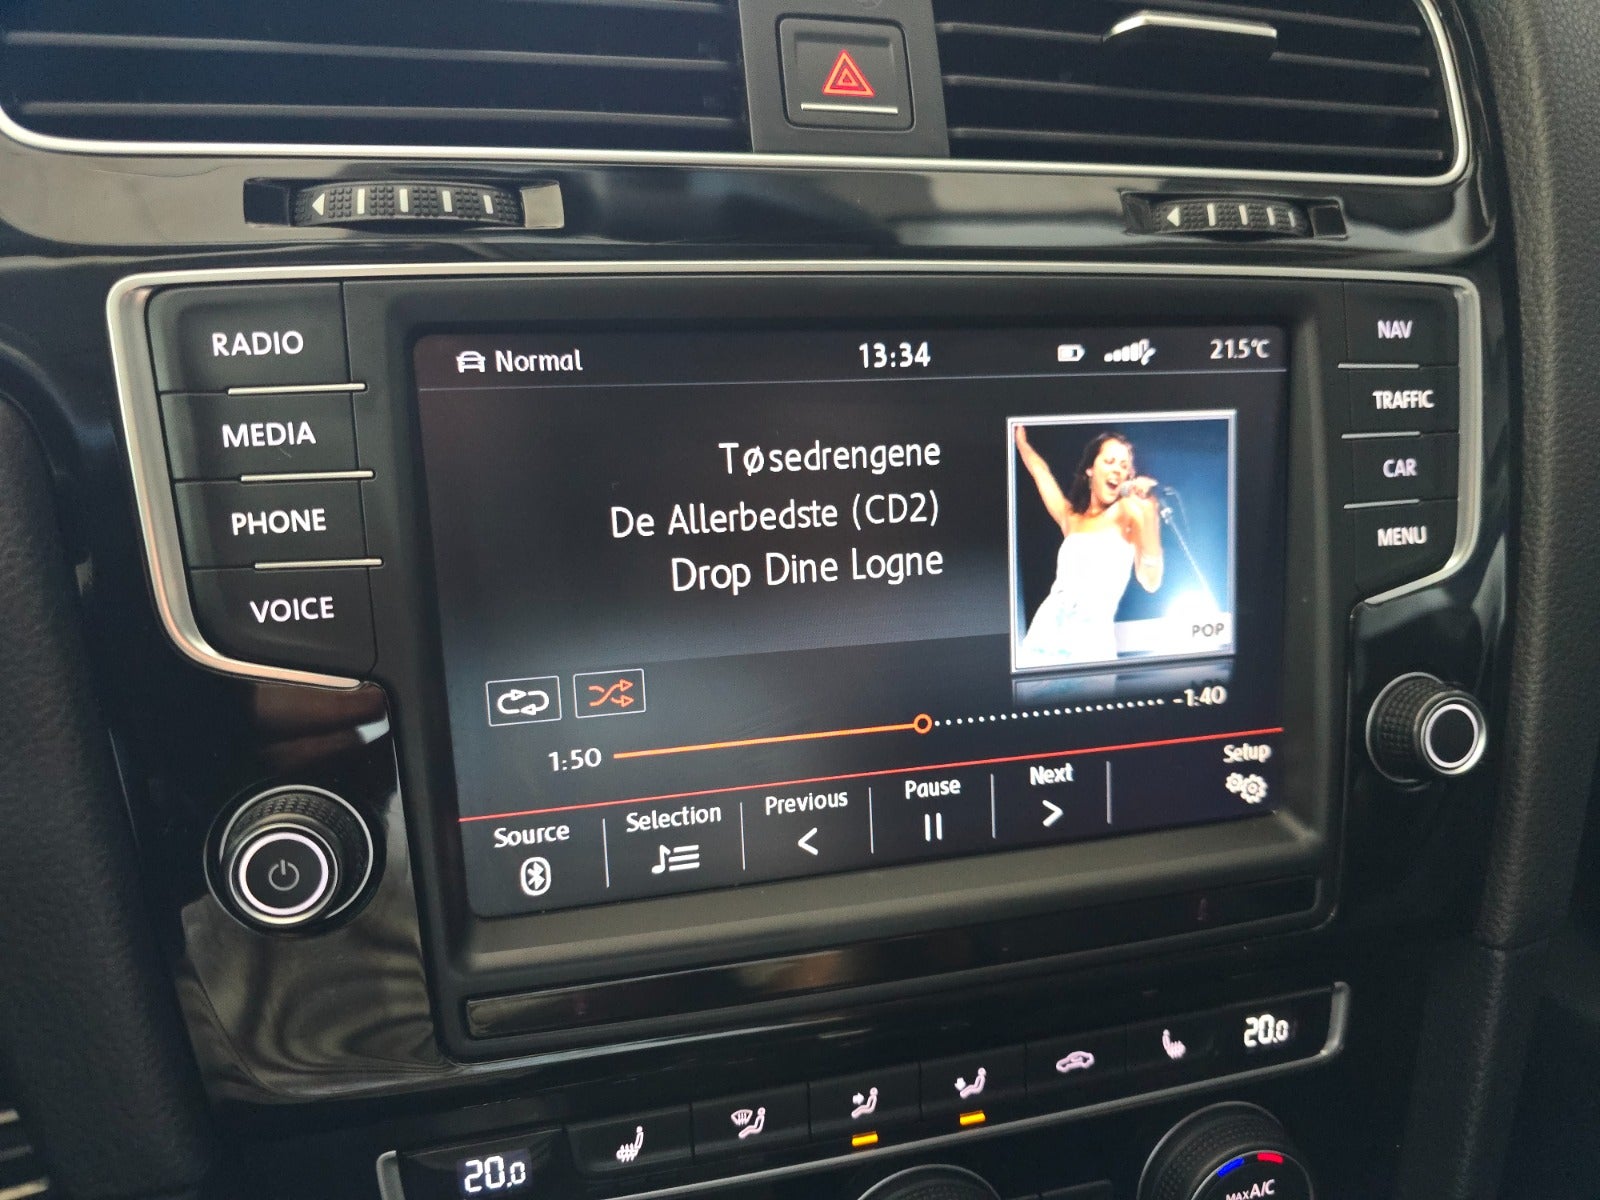 RADIO
MEDIA
PHONE
VOICE
Normal
13:34
21.5°C
Tøsedrengene
De Allerbedste (CD2)
Drop Dine Logne
POP
1:50
-1:40
Source
Selection
Previous
Pause
Next
Setup
NAV
TRAFFIC
CAR
MENU
20.0
20.0
MAX A/C